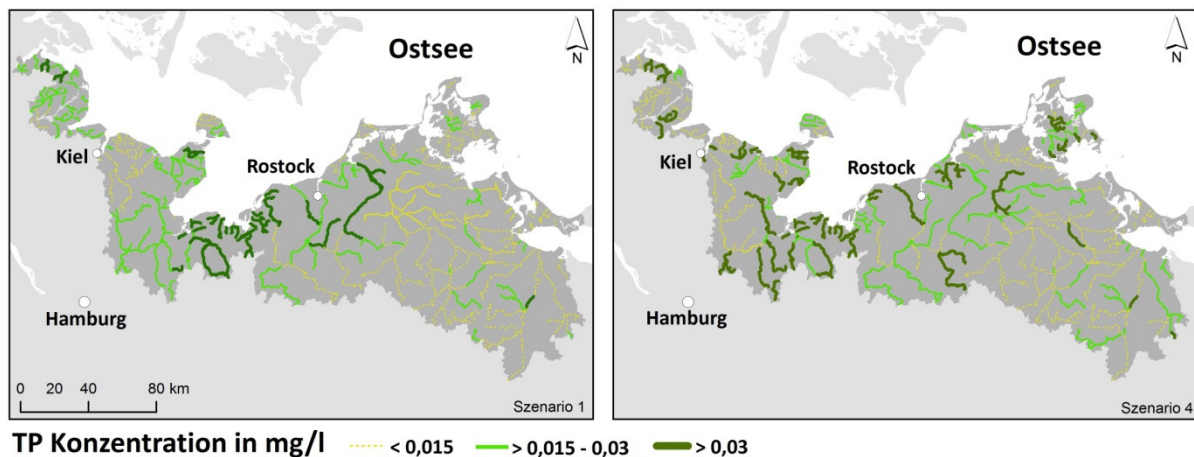 Ostsee
N
Kiel
Rostock
Hamburg
0 20 40 80 km
Szenario 1
Ostsee
N
Kiel
Rostock
Hamburg
Szenario 4
TP Konzentration in mg/l < 0,015 > 0,015 - 0,03 > 0,03